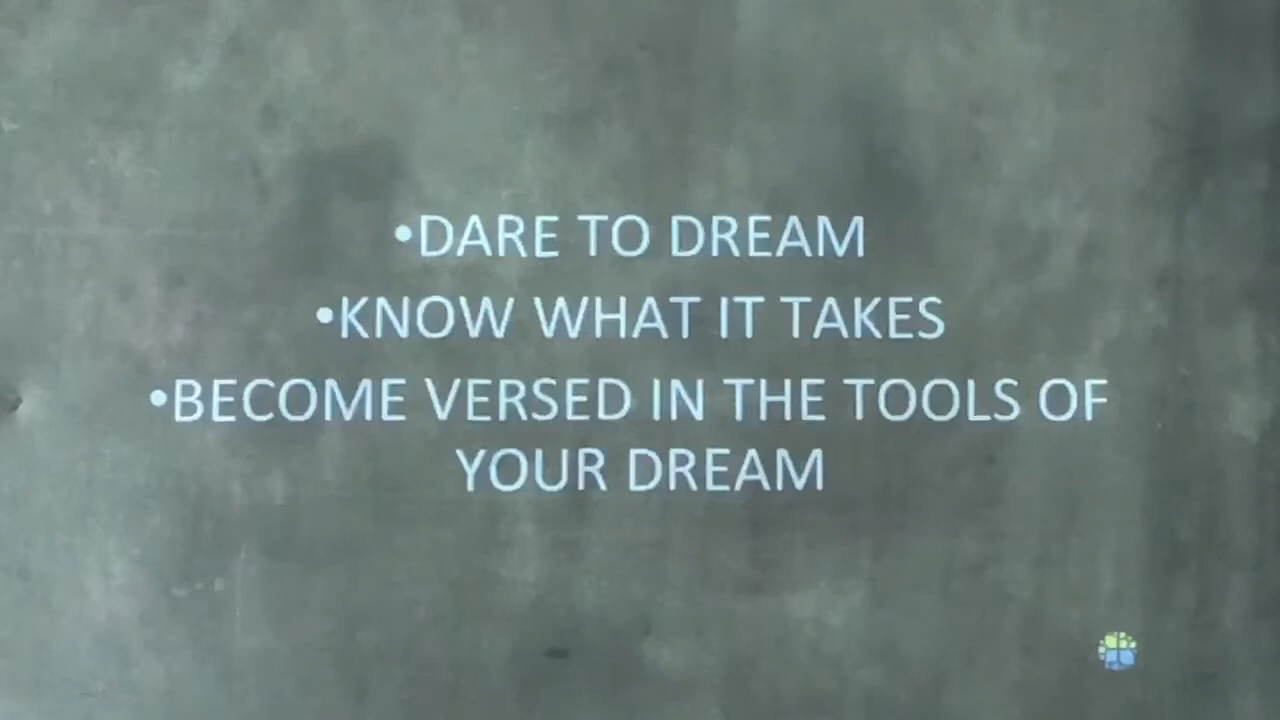 •DARE TO DREAM
•KNOW WHAT IT TAKES
•BECOME VERSED IN THE TOOLS OF
YOUR DREAM